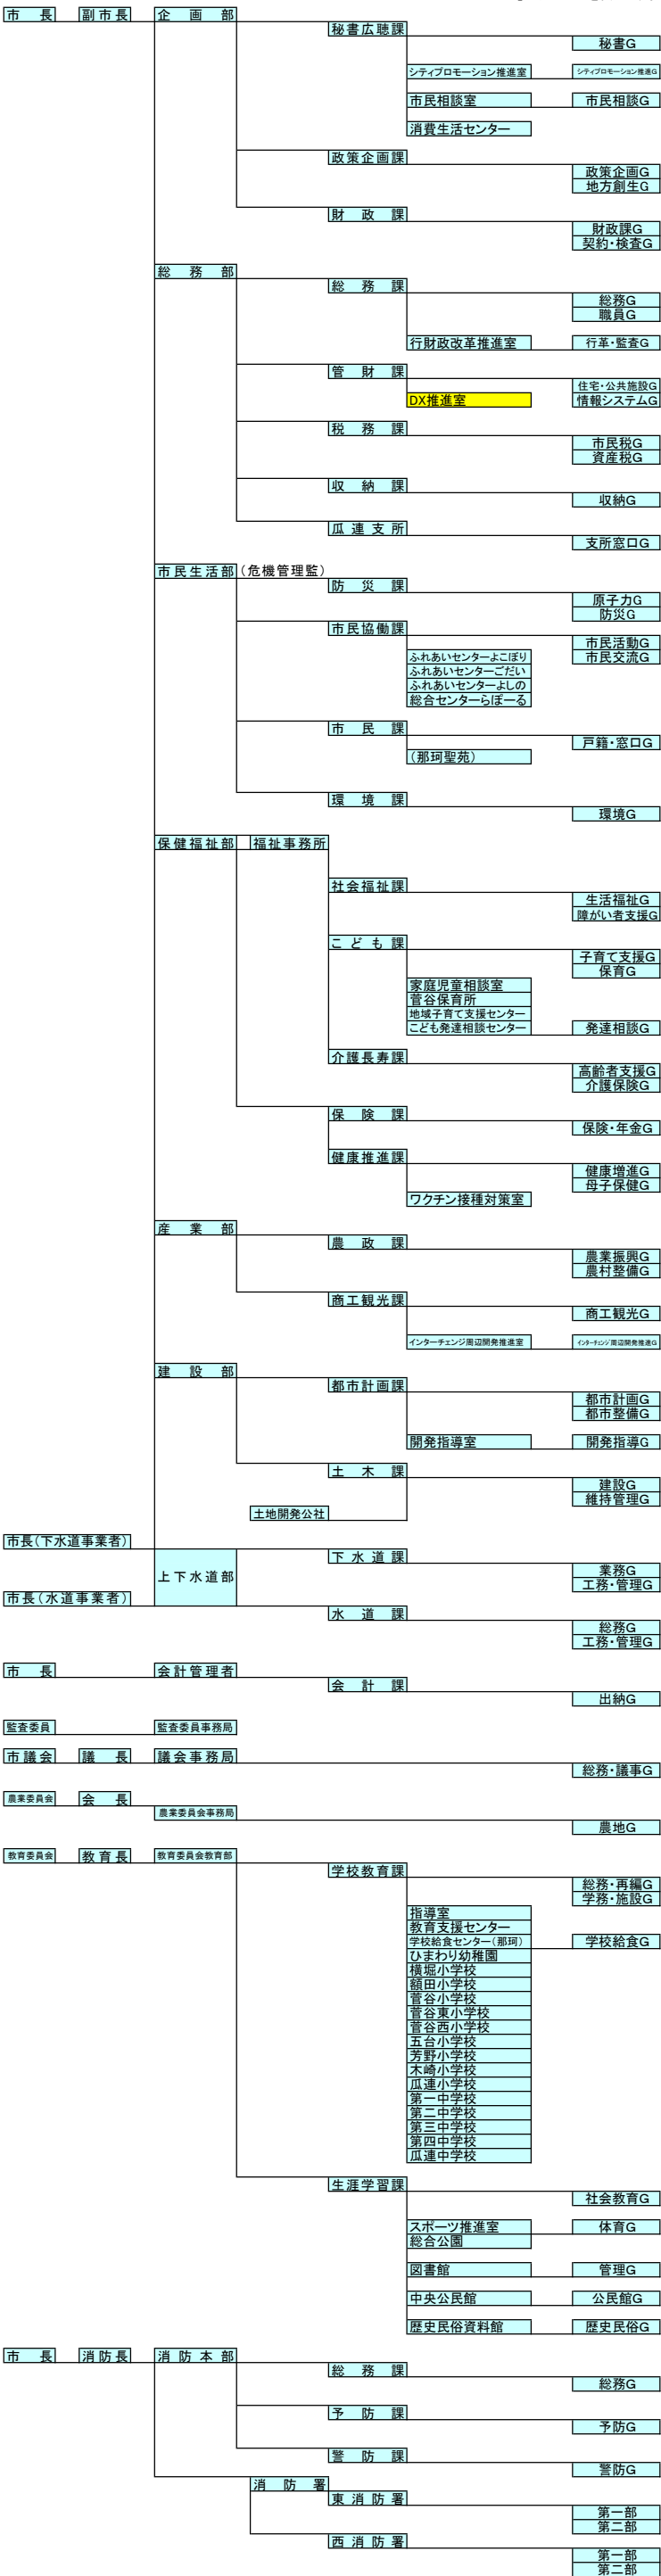 市長 副市長 企画部
秘書広聴課
秘書G
シティプロモーション推進室 シティプロモーション推進G
市民相談室 市民相談G
消費生活センター
政策企画課
政策企画G
地方創生G
財政課
財政課G
契約・検査G
総務部
総務課
総務G
職員G
行財政改革推進室 行革・監査G
管財課
住宅・公共施設G
DX推進室 情報システムG
税務課
市民税G
資産税G
収納課
収納G
瓜連支所
支所窓口G
市民生活部(危機管理監)
防災課
原子力G
防災G
市民協働課
市民活動G
ふれあいセンターよこぼり 市民交流G
ふれあいセンターごだい
ふれあいセンターよしの
総合センターらぽーる
市民課
戸籍・窓口G
(那珂聖苑)
環境課
環境G
保健福祉部 福祉事務所
社会福祉課
生活福祉G
障がい者支援G
こども課
子育て支援G
保育G
家庭児童相談室
菅谷保育所
地域子育て支援センター
こども発達相談センター 発達相談G
介護長寿課
高齢者支援G
介護保険G
保険課
保険・年金G
健康推進課
健康増進G
母子保健G
ワクチン接種対策室
産業部
農政課
農業振興G
農村整備G
商工観光課
商工観光G
インターチェンジ周辺開発推進室 インターチェンジ周辺開発推進G
建設部
都市計画課
都市計画G
都市整備G
開発指導室 開発指導G
土木課
建設G
維持管理G
土地開発公社
市長(下水道事業者)
上下水道部 下水道課
業務G
工務・管理G
市長(水道事業者)
水道課
総務G
工務・管理G
市長 会計管理者
会計課
出納G
監査委員 監査委員事務局
市議会 議長 議会事務局
総務・議事G
農業委員会 会長
農業委員会事務局
農地G
教育委員会 教育長 教育委員会教育部
学校教育課
総務・再編G
学務・施設G
指導室
教育支援センター
学校給食センター(那珂) 学校給食G
ひまわり幼稚園
横堀小学校
額田小学校
菅谷小学校
菅谷東小学校
菅谷西小学校
五台小学校
芳野小学校
木崎小学校
瓜連小学校
第一中学校
第二中学校
第三中学校
第四中学校
瓜連中学校
生涯学習課
社会教育G
スポーツ推進室 体育G
総合公園
図書館 管理G
中央公民館 公民館G
歴史民俗資料館 歴史民俗G
市長 消防長 消防本部
総務課
総務G
予防課
予防G
警防課
警防G
消防署
東消防署
第一部
第二部
西消防署
第一部
第二部